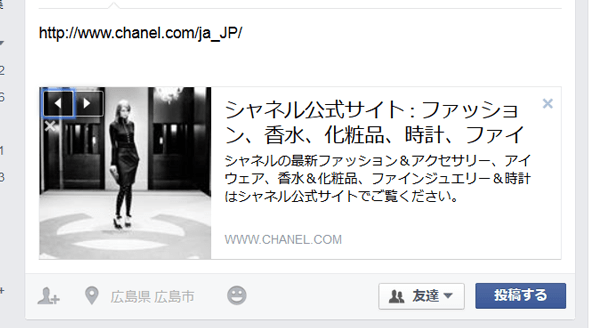 http://www.chanel.com/ja_JP/
シャネル公式サイト : ファッショ
ン、香水、化粧品、時計、ファイ
シャネルの最新ファッション＆アクセサリー、アイ
ウェア、香水＆化粧品、ファインジュエリー＆時計
はシャネル公式サイトでご覧ください。
WWW.CHANEL.COM
広島県 広島市
友達
投稿する
2
6
1
3